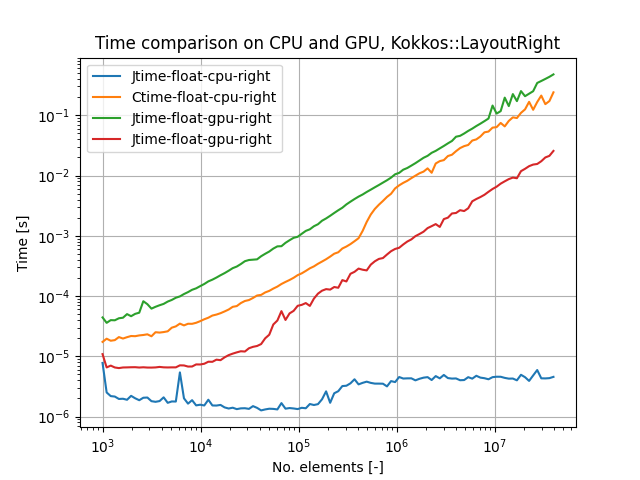 Time comparison on CPU and GPU, Kokkos::LayoutRight
Jtime-float-cpu-right
Ctime-float-cpu-right
Jtime-float-gpu-right
Jtime-float-gpu-right
Time [s]
10⁻¹
10⁻²
10⁻³
10⁻⁴
10⁻⁵
10⁻⁶
10³ 10⁴ 10⁵ 10⁶ 10⁷
No. elements [-]